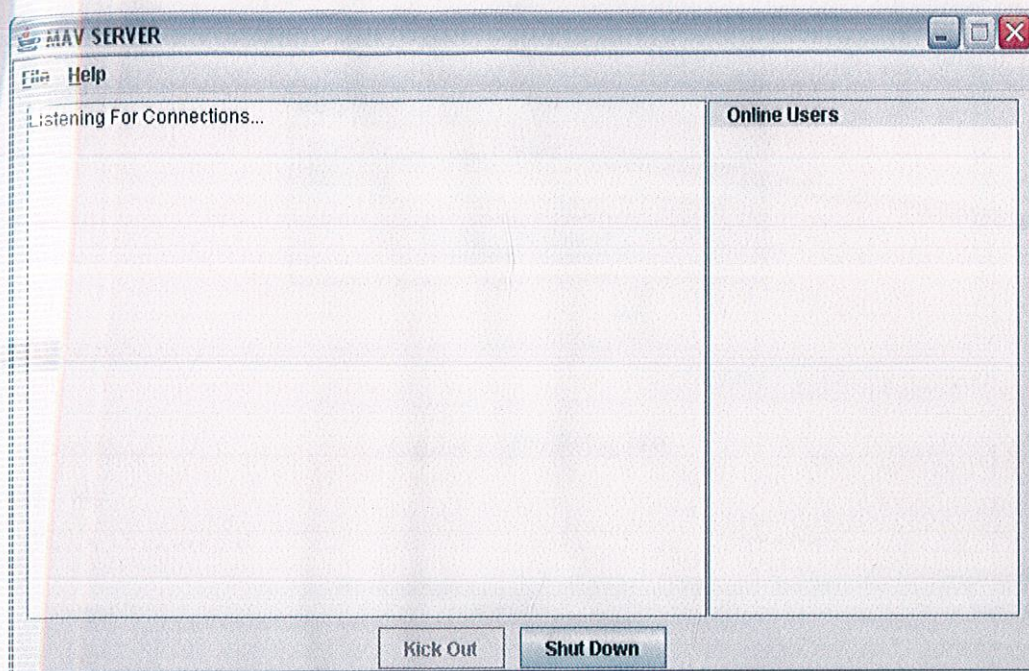 MAV SERVER
File Help
Listening For Connections...
Online Users
Kick Out
Shut Down